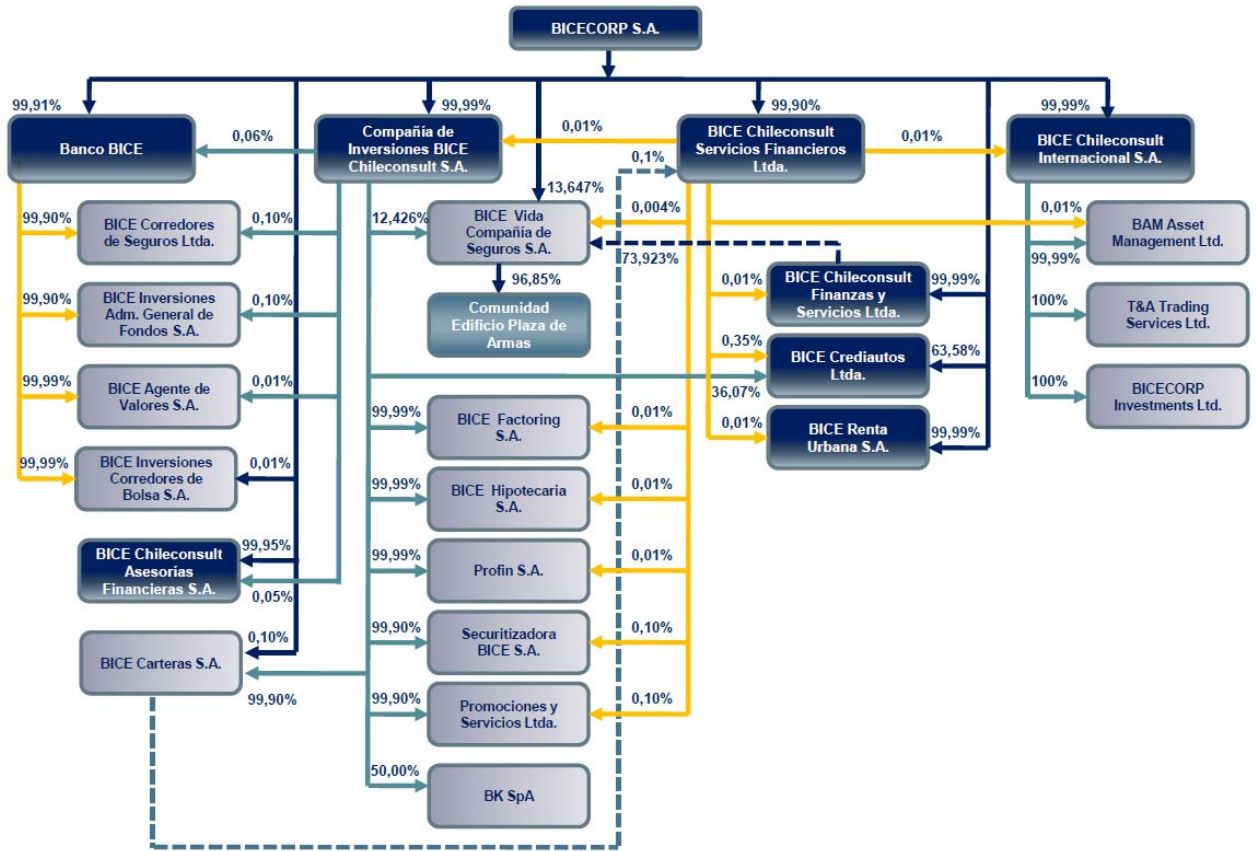 BICECORP S.A.
99,91%
99,99%
99,90%
99,99%
Banco BICE
0,06%
Compañía de
Inversiones BICE
Chileconsult S.A.
0,01%
BICE Chileconsult
Servicios Financieros
Ltda.
0,01%
BICE Chileconsult
Internacional S.A.
0,1%
13,647%
99,90%
BICE Corredores
de Seguros Ltda.
0,10%
12,426%
BICE Vida
Compañía de
Seguros S.A.
0,004%
0,01%
BAM Asset
Management Ltd.
73,923%
99,99%
96,85%
99,90%
BICE Inversiones
Adm. General de
Fondos S.A.
0,10%
Comunidad
Edificio Plaza de
Armas
0,01%
BICE Chileconsult
Finanzas y
Servicios Ltda.
99,99%
100%
T&A Trading
Services Ltd.
99,99%
BICE Agente de
Valores S.A.
0,01%
0,35%
BICE Crediautos
Ltda.
63,58%
36,07%
100%
BICECORP
Investments Ltd.
99,99%
BICE Factoring
S.A.
0,01%
0,01%
BICE Renta
Urbana S.A.
99,99%
99,99%
BICE Inversiones
Corredores de
Bolsa S.A.
0,01%
99,99%
BICE Hipotecaria
S.A.
0,01%
BICE Chileconsult
Asesorías
Financieras S.A.
99,95%
0,05%
99,99%
Profin S.A.
0,01%
BICE Carteras S.A.
0,10%
99,90%
99,90%
Securitizadora
BICE S.A.
0,10%
99,90%
Promociones y
Servicios Ltda.
0,10%
50,00%
BK SpA